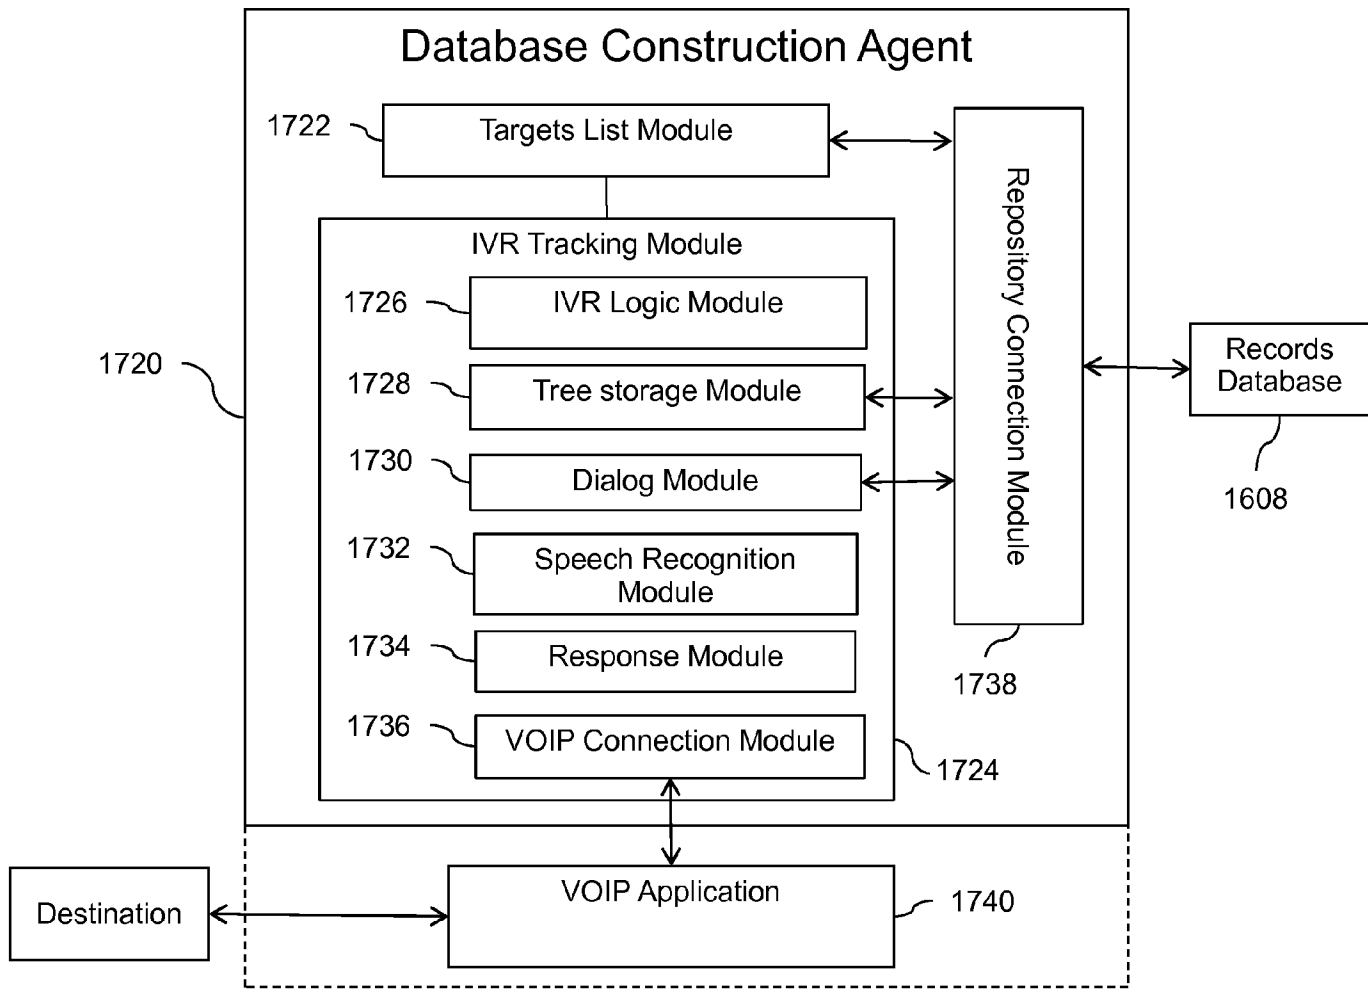 Database Construction Agent
1722
Targets List Module
IVR Tracking Module
1726
IVR Logic Module
1728
Tree storage Module
1730
Dialog Module
1732
Speech Recognition
Module
1734
Response Module
1736
VOIP Connection Module
1724
Repository Connection Module
1738
1720
Records
Database
1608
Destination
VOIP Application
1740